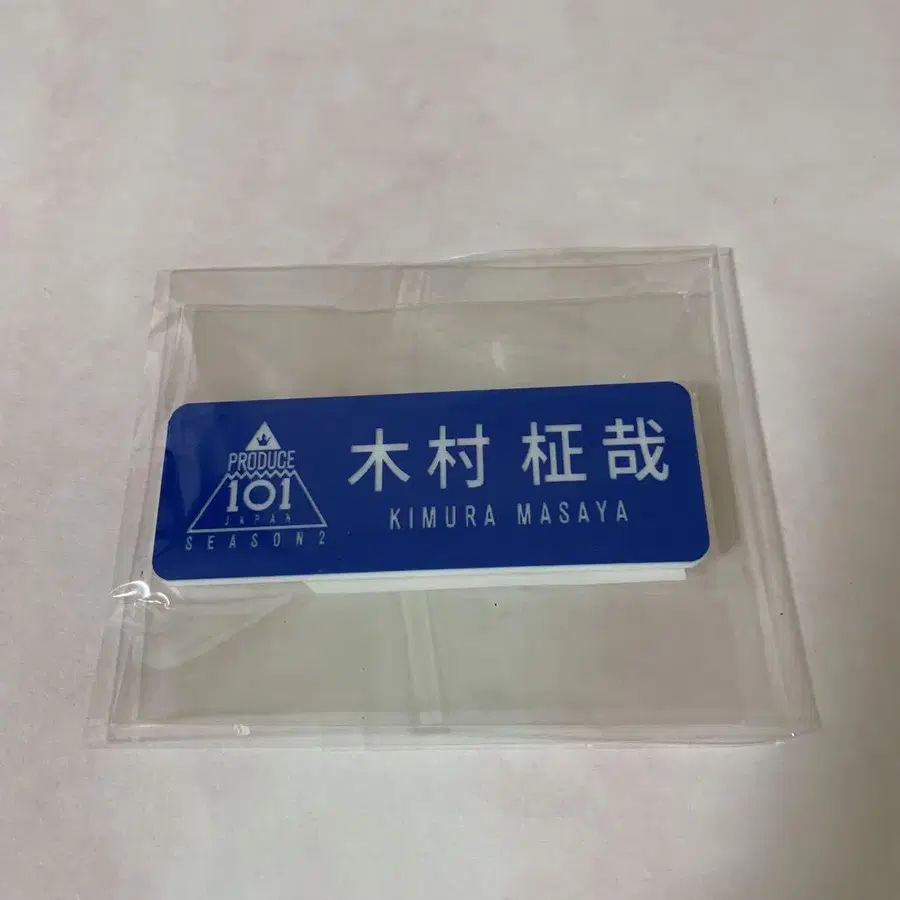 PRODUCE
101
JAPAN
SEASON2
木村 柾哉
KIMURA MASAYA